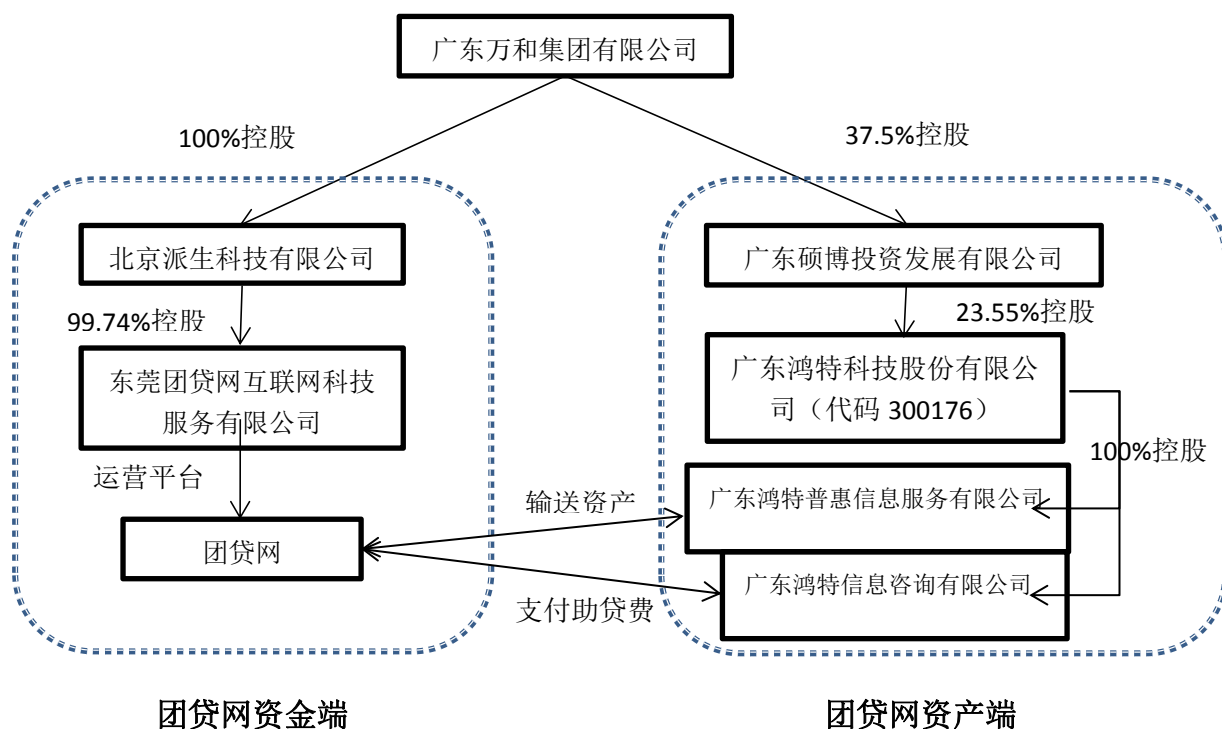 广东万和集团有限公司
100%控股
37.5%控股
北京派生科技有限公司
广东硕博投资发展有限公司
99.74%控股
23.55%控股
东莞团贷网互联网科技
服务有限公司
广东鸿特科技股份有限公
司（代码 300176）
100%控股
运营平台
输送资产
广东鸿特普惠信息服务有限公司
团贷网
广东鸿特信息咨询有限公司
支付助贷费
团贷网资金端
团贷网资产端